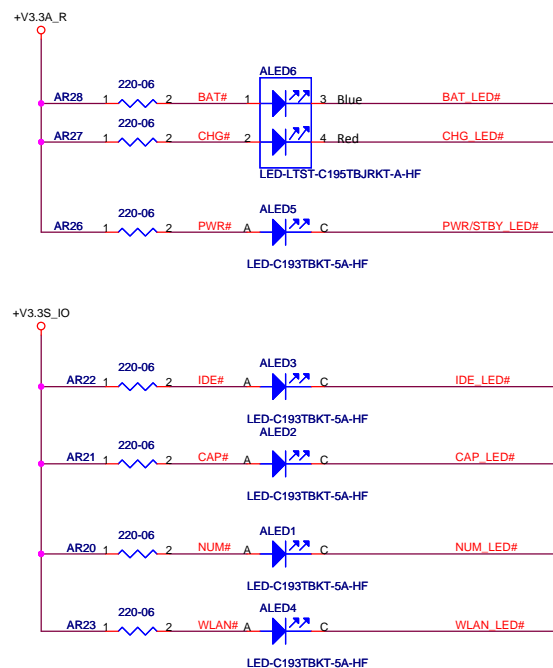 +V3.3A_R
ALED6
220-06
AR28 1 2 BAT# 1 3 Blue BAT_LED#
220-06
AR27 1 2 CHG# 2 4 Red CHG_LED#
LED-LTST-C195TBJRKT-A-HF
220-06 ALED5
AR26 1 2 PWR# A C PWR/STBY_LED#
LED-C193TBKT-5A-HF
+V3.3S_IO
220-06 ALED3
AR22 1 2 IDE# A C IDE_LED#
LED-C193TBKT-5A-HF
220-06 ALED2
AR21 1 2 CAP# A C CAP_LED#
LED-C193TBKT-5A-HF
220-06 ALED1
AR20 1 2 NUM# A C NUM_LED#
LED-C193TBKT-5A-HF
220-06 ALED4
AR23 1 2 WLAN# A C WLAN_LED#
LED-C193TBKT-5A-HF